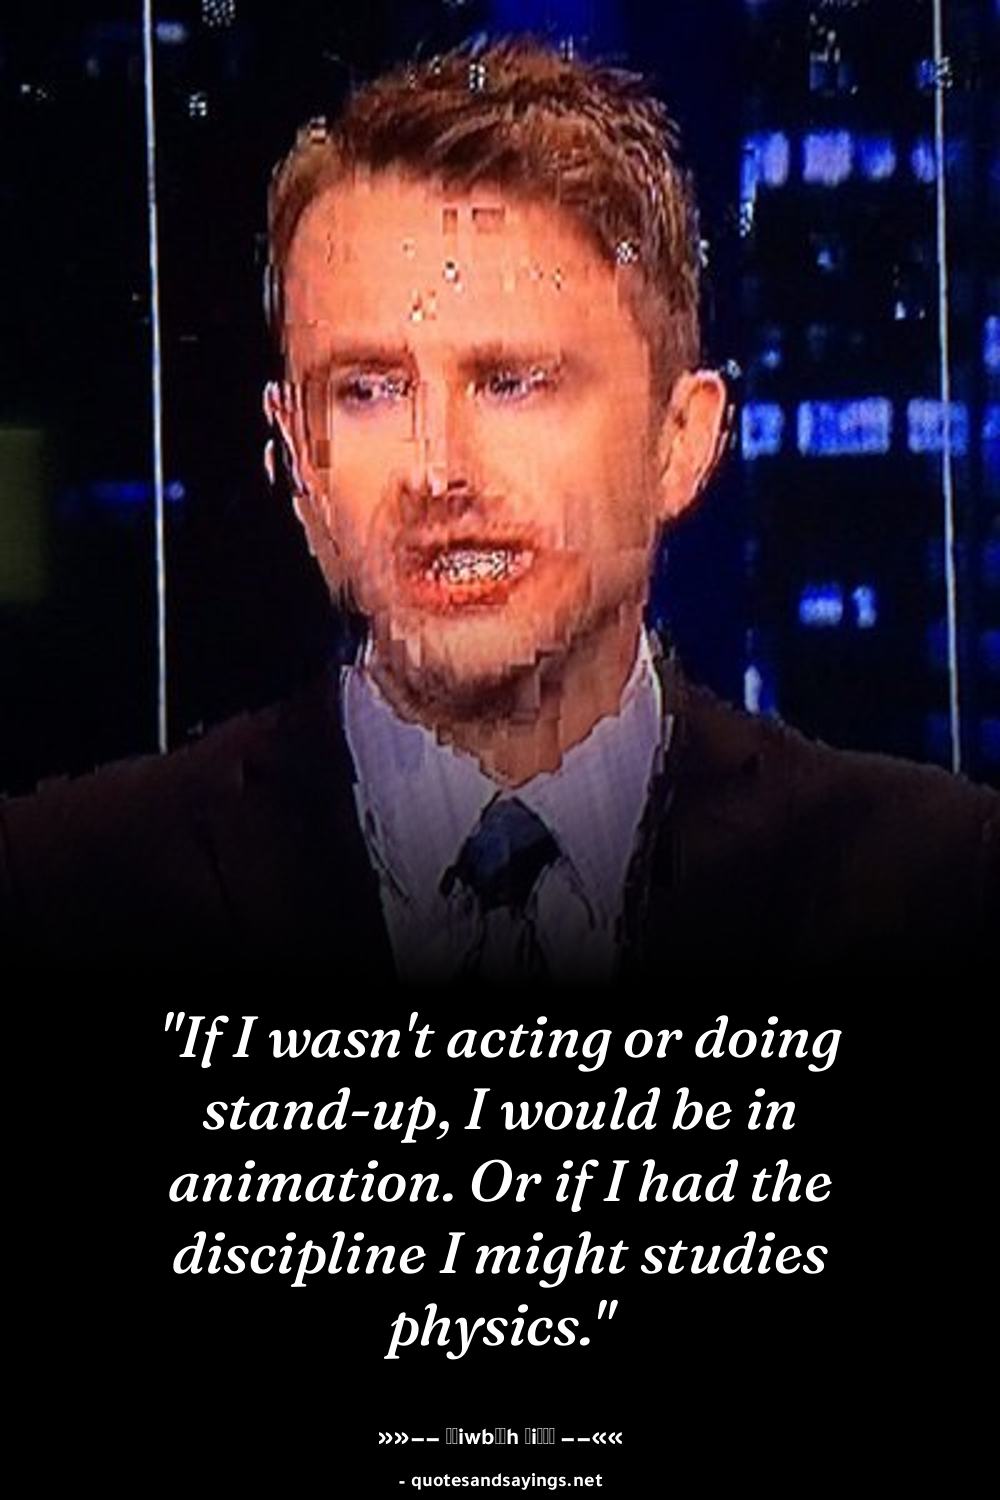 "If I wasn't acting or doing
stand-up, I would be in
animation. Or if I had the
discipline I might studies
physics."
- quotesandsayings.net